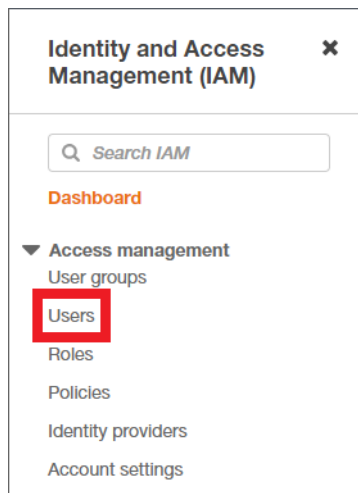 Identity and Access
Management (IAM)
Search IAM
Dashboard
Access management
User groups
Users
Roles
Policies
Identity providers
Account settings